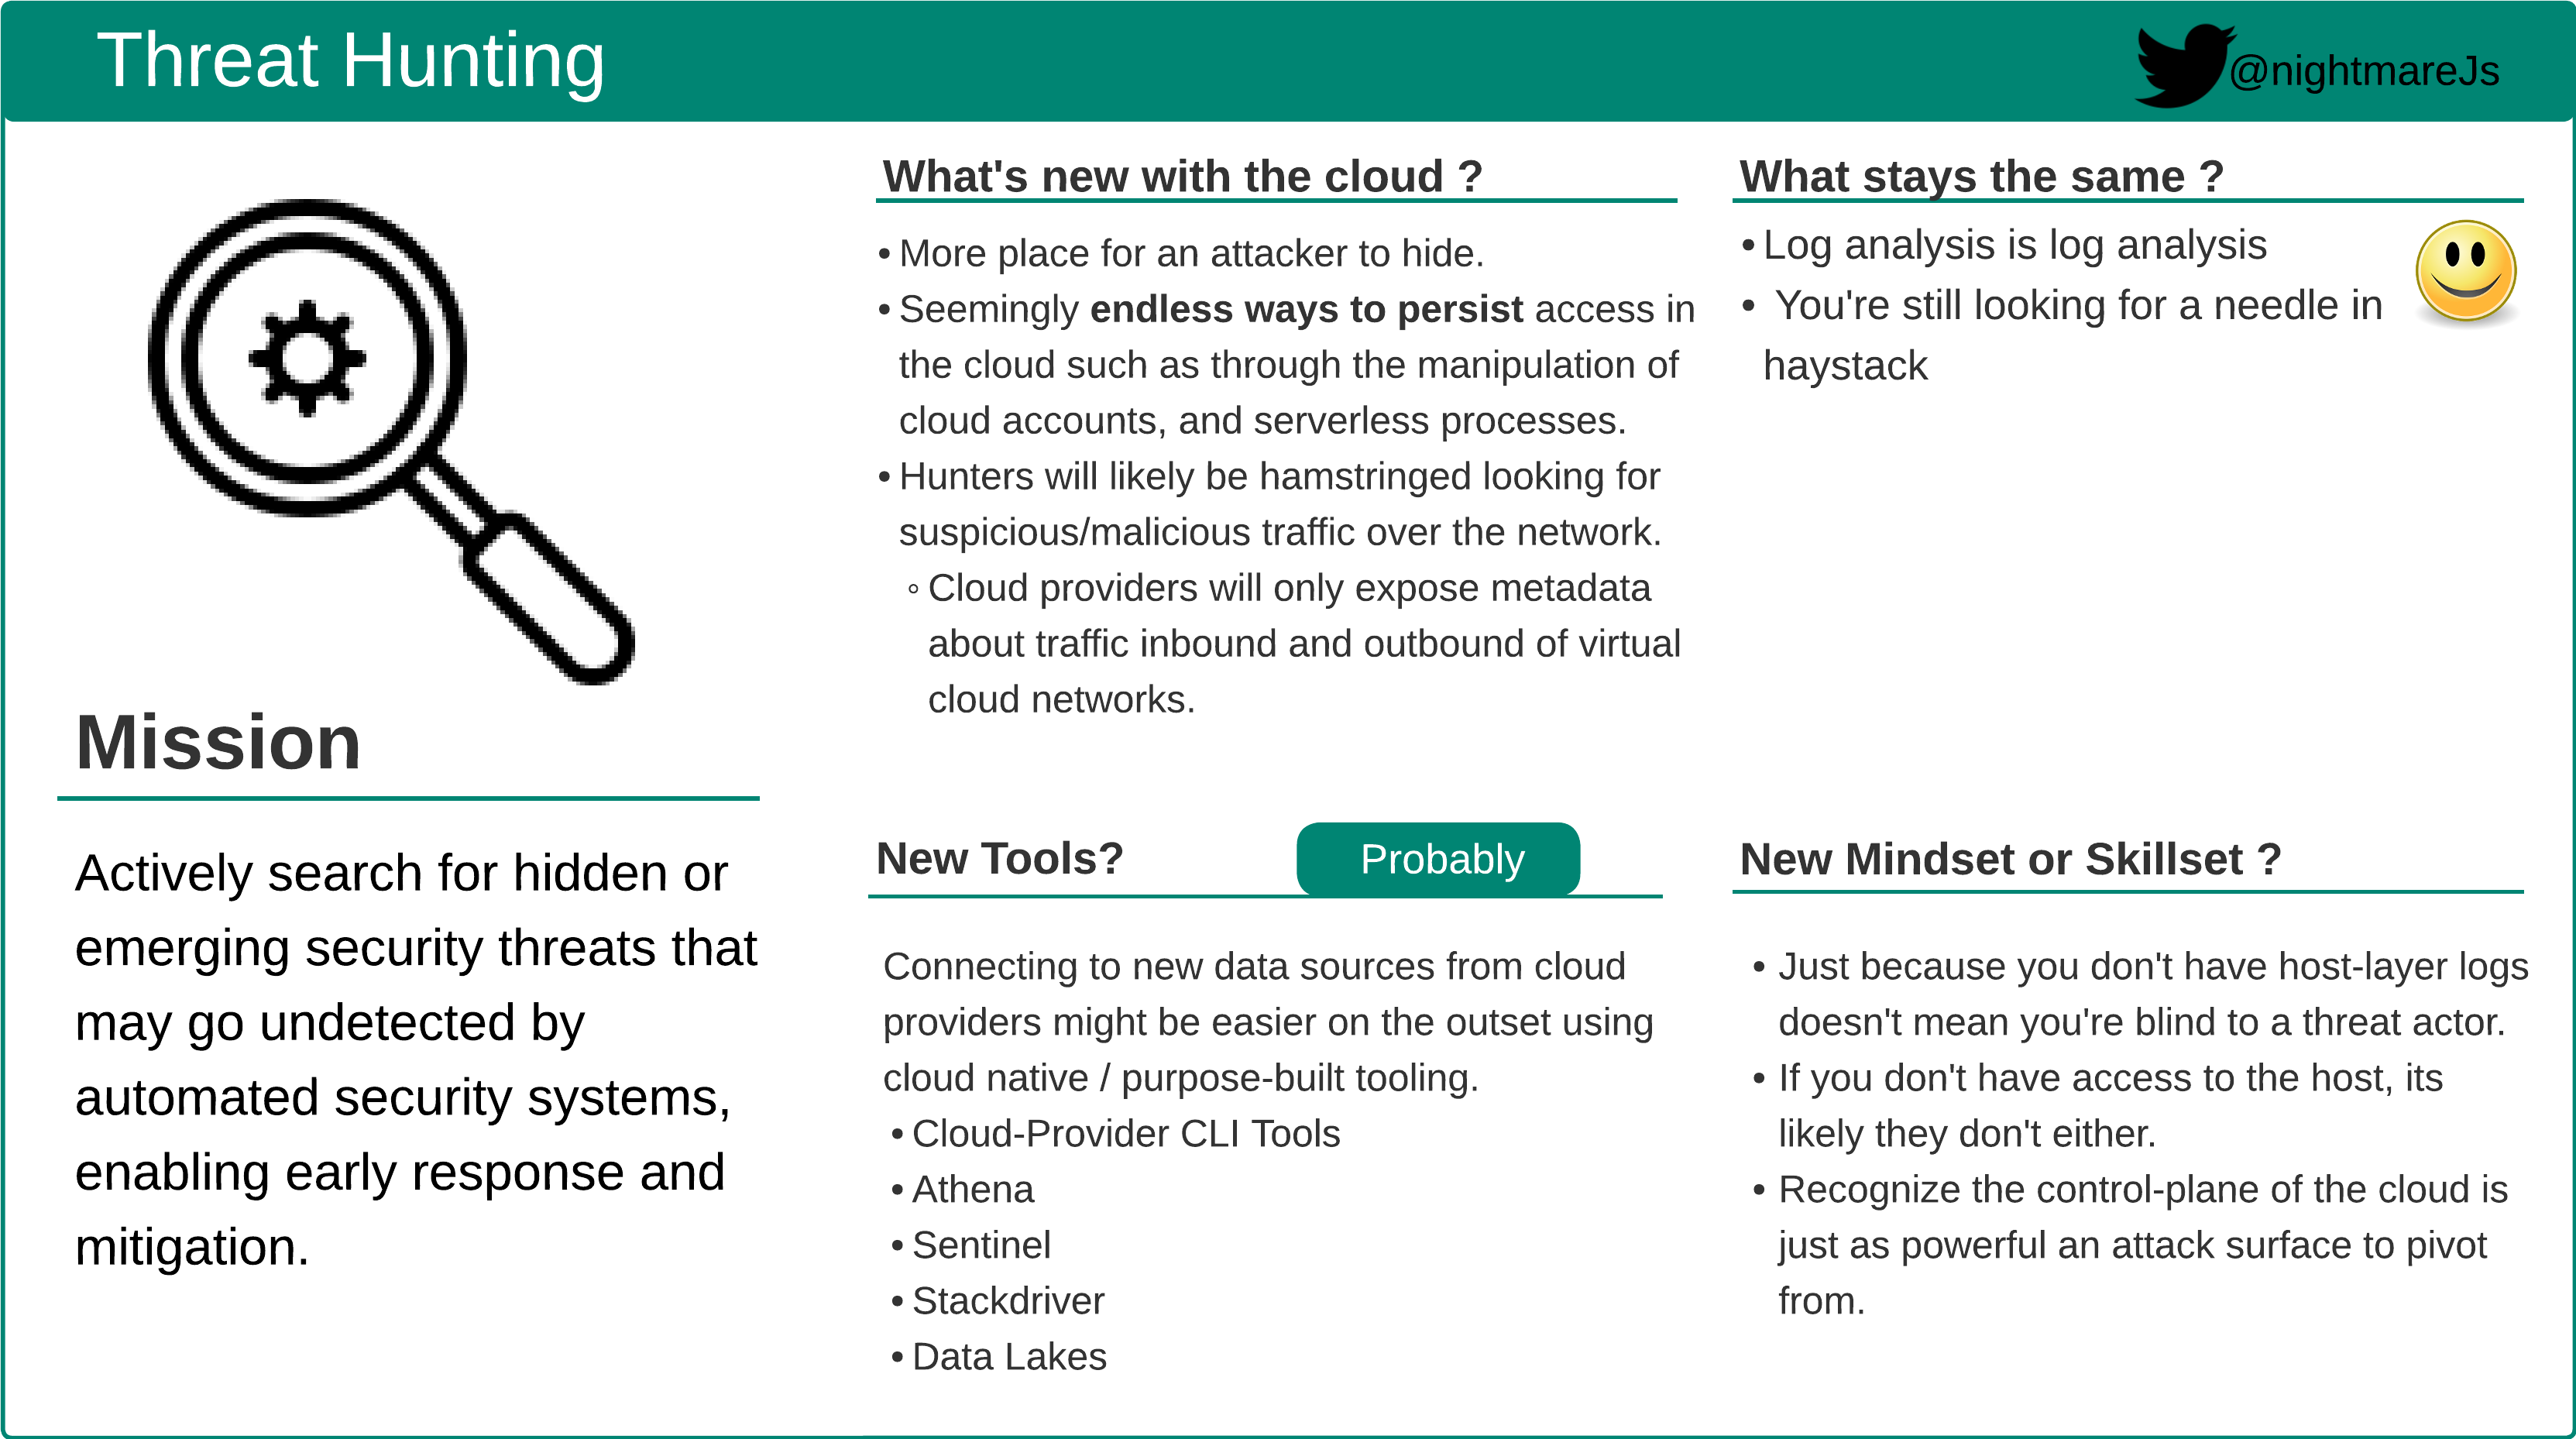 Threat Hunting
@nightmareJs
Mission
Actively search for hidden or
emerging security threats that
may go undetected by
automated security systems,
enabling early response and
mitigation.
What's new with the cloud ?
• More place for an attacker to hide.
• Seemingly endless ways to persist access in
the cloud such as through the manipulation of
cloud accounts, and serverless processes.
• Hunters will likely be hamstringed looking for
suspicious/malicious traffic over the network.
◦ Cloud providers will only expose metadata
about traffic inbound and outbound of virtual
cloud networks.
What stays the same ?
• Log analysis is log analysis
• You're still looking for a needle in
haystack
New Tools?
Probably
Connecting to new data sources from cloud
providers might be easier on the outset using
cloud native / purpose-built tooling.
• Cloud-Provider CLI Tools
• Athena
• Sentinel
• Stackdriver
• Data Lakes
New Mindset or Skillset ?
• Just because you don't have host-layer logs
doesn't mean you're blind to a threat actor.
• If you don't have access to the host, its
likely they don't either.
• Recognize the control-plane of the cloud is
just as powerful an attack surface to pivot
from.